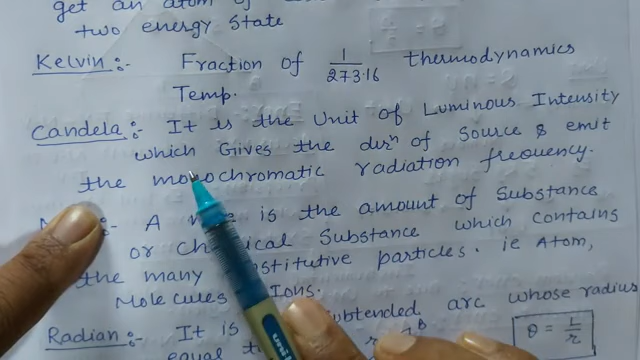 get an atom of
two energy state
Kelvin:- Fraction of 1/273.16 thermodynamics
Temp.
Candela:- It is the Unit of Luminous Intensity
which Gives the dirⁿ of Source & emit
the monochromatic radiation frequency.
:- A is the amount of Substance
or Chemical Substance which contains
the many constitutive particles. ie Atom,
Molecules Ions.
Radian:- It is Subtended arc whose radius
equal
θ = l/r
uni